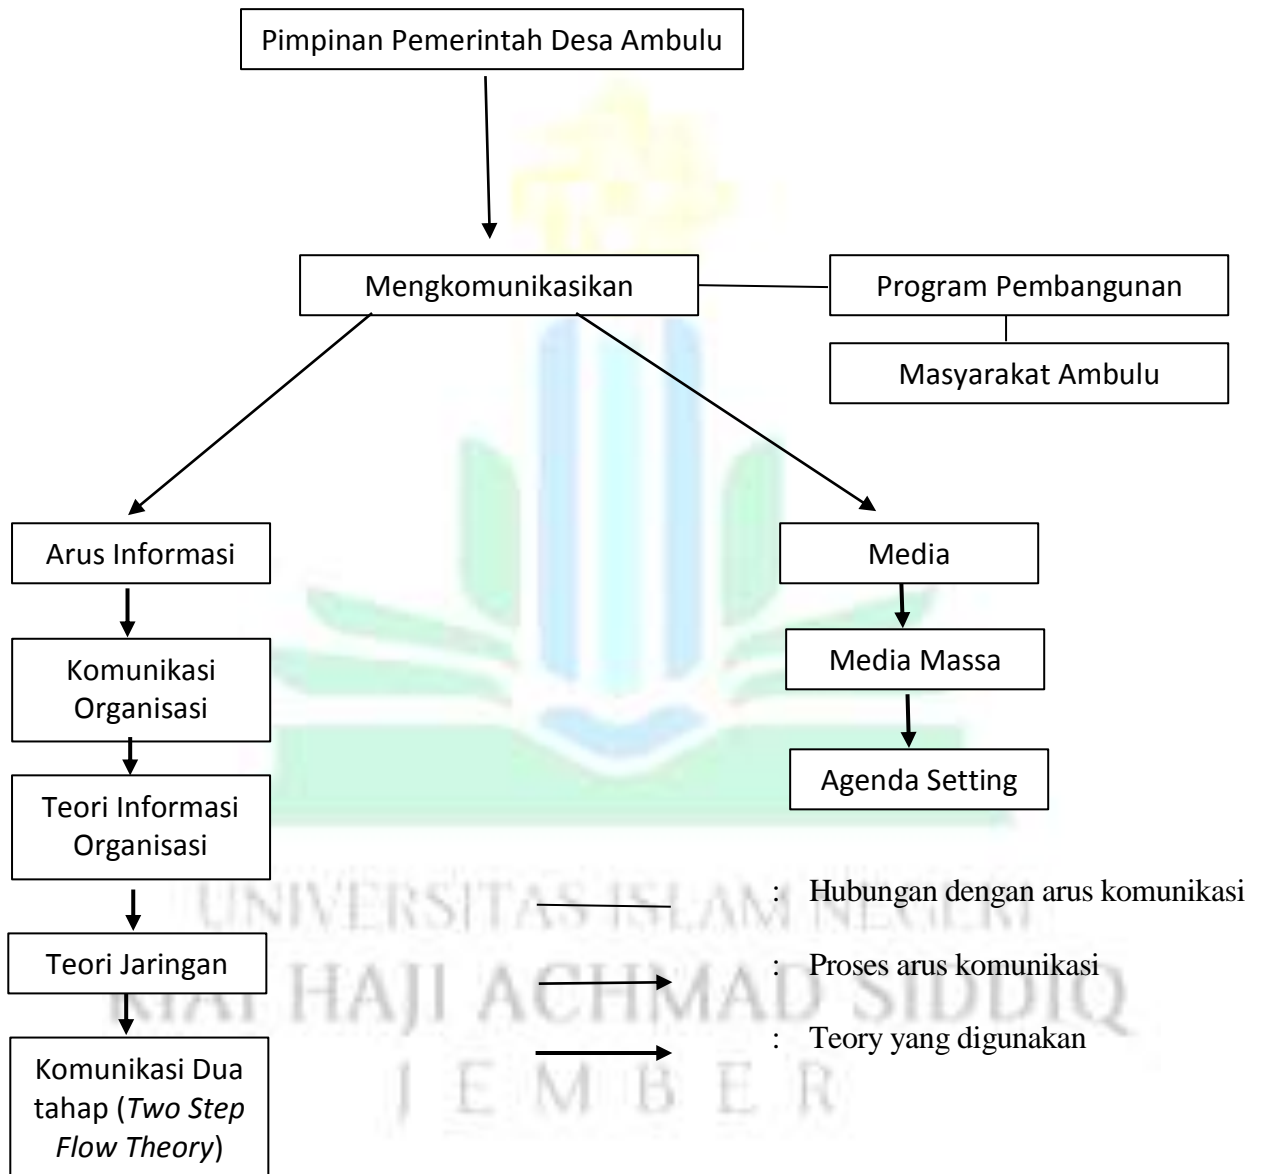 Pimpinan Pemerintah Desa Ambulu
Mengkomunikasikan
Program Pembangunan
Masyarakat Ambulu
Arus Informasi
Media
Komunikasi
Organisasi
Media Massa
Teori Informasi
Organisasi
Agenda Setting
Teori Jaringan
Komunikasi Dua
tahap (Two Step
Flow Theory)
: Hubungan dengan arus komunikasi
: Proses arus komunikasi
: Teory yang digunakan
UNIVERSITAS ISLAM NEGERI
KIAI HAJI ACHMAD SIDDIQ
JEMBER